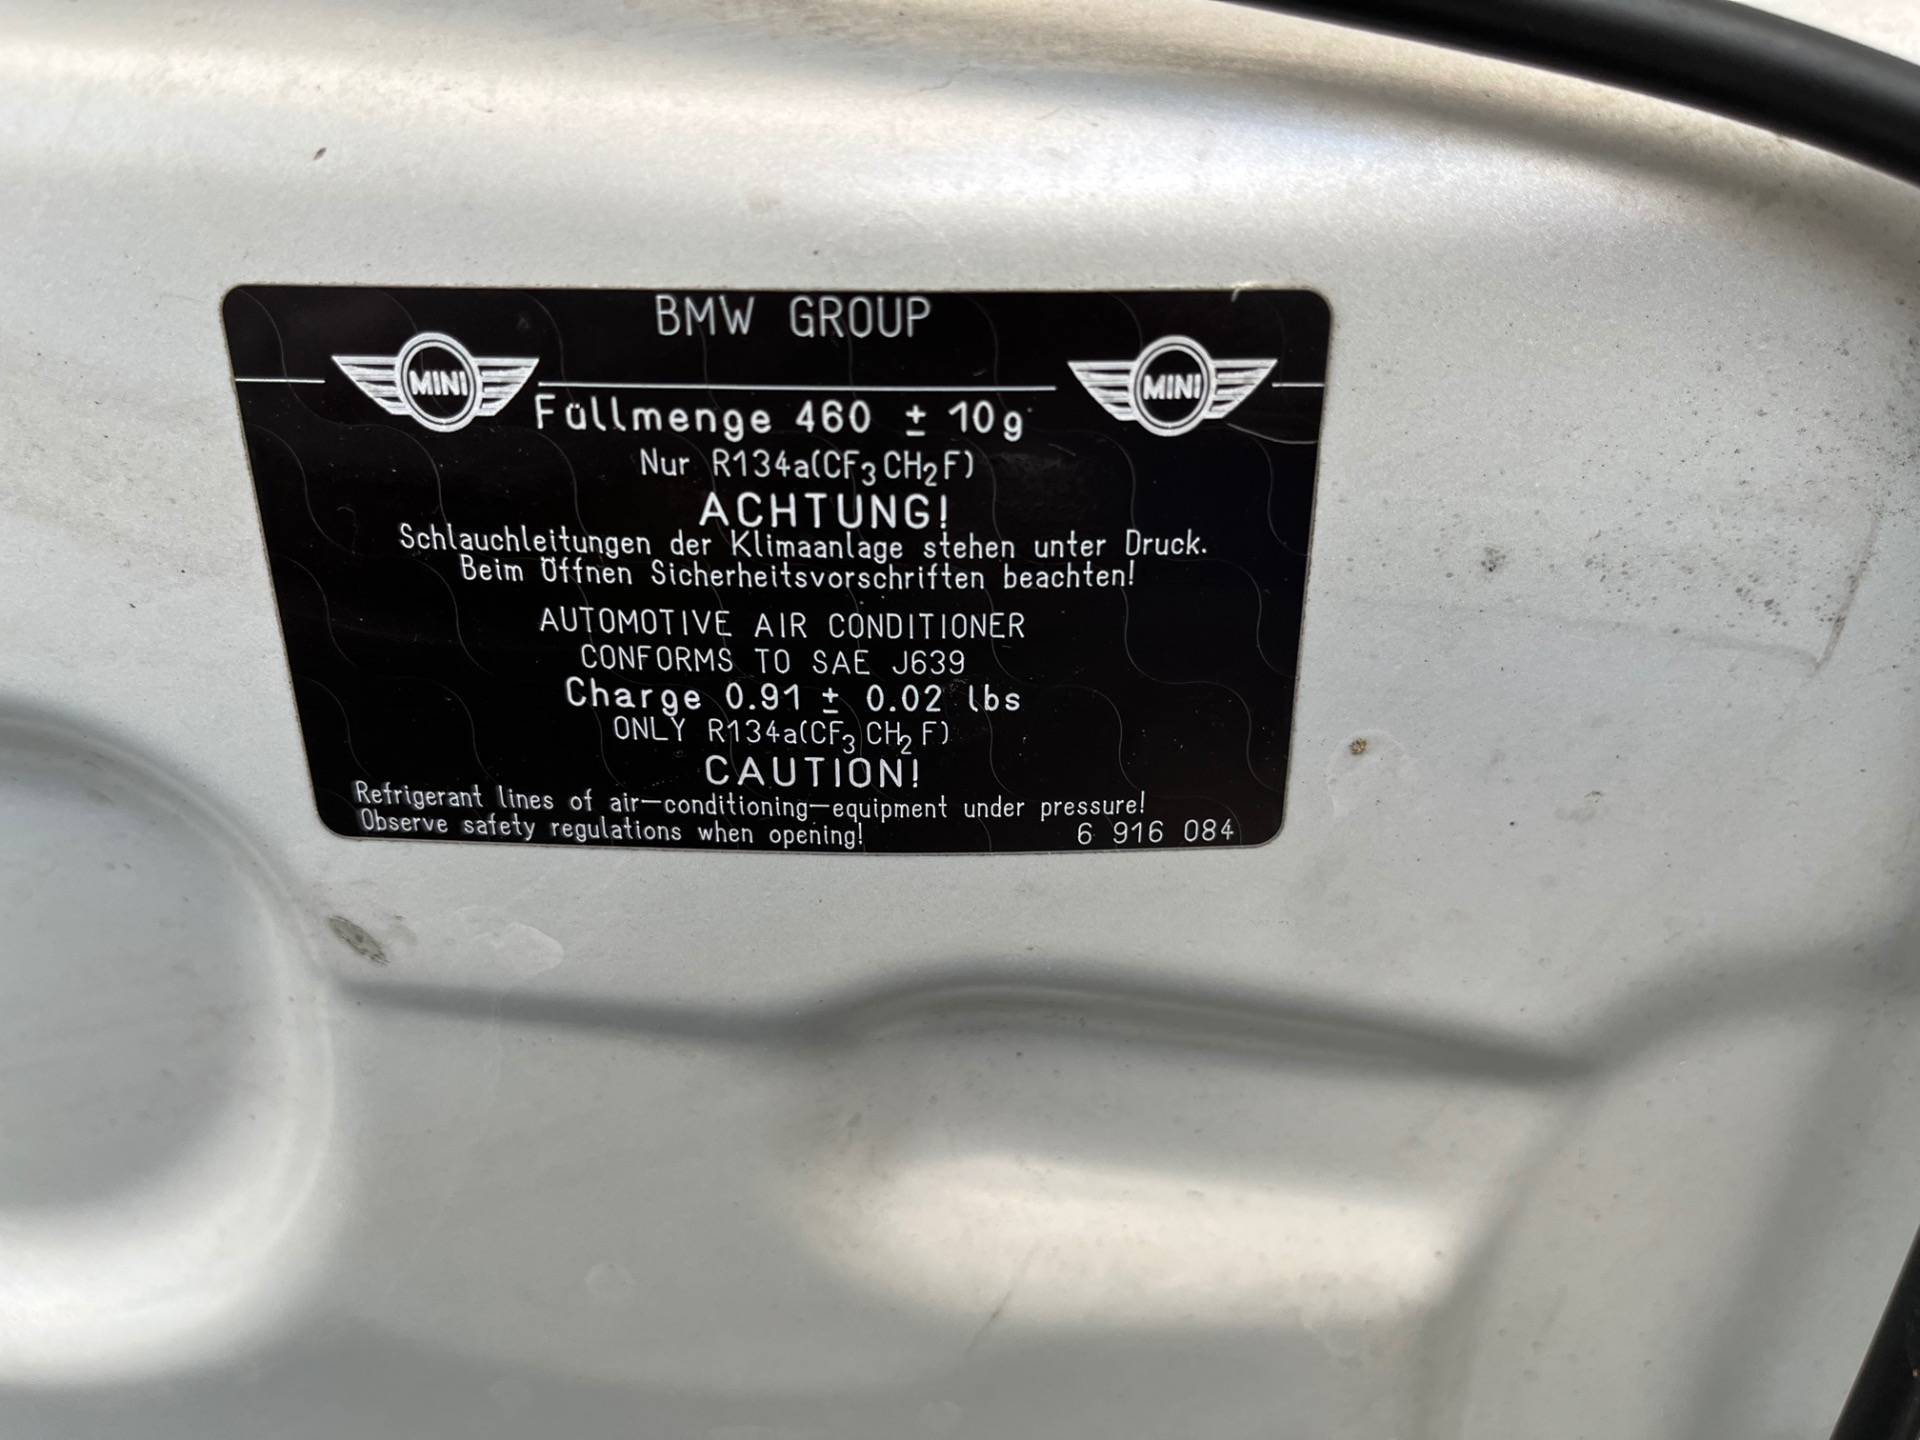 BMW GROUP
MINI MINI
Füllmenge 460 ± 10g
Nur R134a(CF₃CH₂F)
ACHTUNG!
Schlauchleitungen der Klimaanlage stehen unter Druck.
Beim Öffnen Sicherheitsvorschriften beachten!
AUTOMOTIVE AIR CONDITIONER
CONFORMS TO SAE J639
Charge 0.91 ± 0.02 lbs
ONLY R134a(CF₃CH₂F)
CAUTION!
Refrigerant lines of air-conditioning-equipment under pressure!
Observe safety regulations when opening! 6 916 084